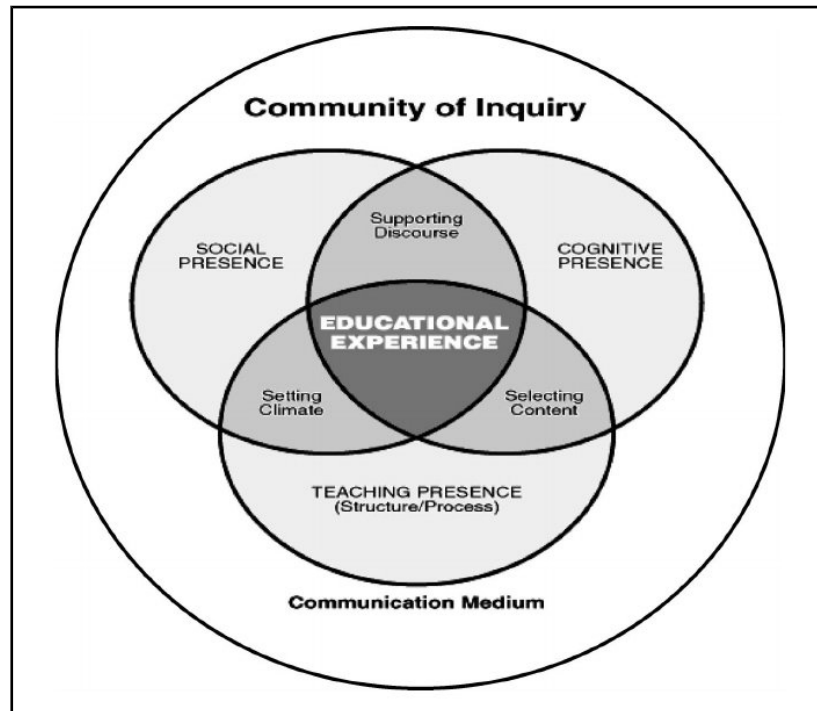 Community of Inquiry
Supporting
Discourse
SOCIAL
PRESENCE
COGNITIVE
PRESENCE
EDUCATIONAL
EXPERIENCE
Setting
Climate
Selecting
Content
TEACHING PRESENCE
(Structure/Process)
Communication Medium